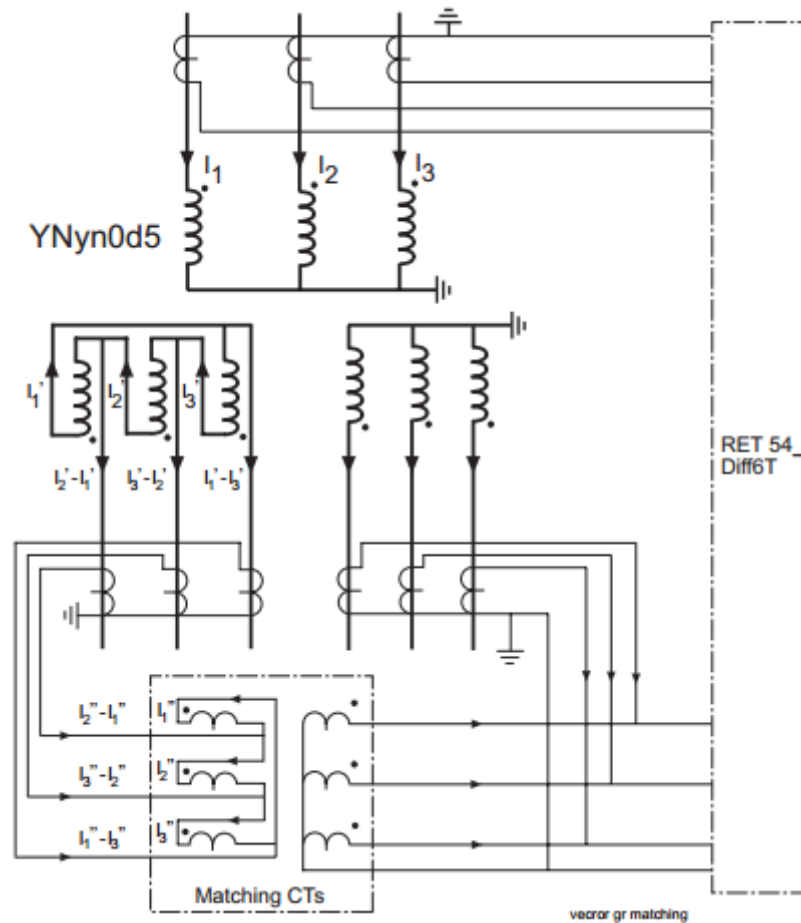 I1
I2
I3
YNyn0d5
I1'
I2'
I3'
I2'-I1'
I3'-I2'
I1'-I3'
RET 54_
Diff6T
I2"-I1"
I1"
I3"-I2"
I2"
I1"-I3"
I3"
Matching CTs
vecror gr matching